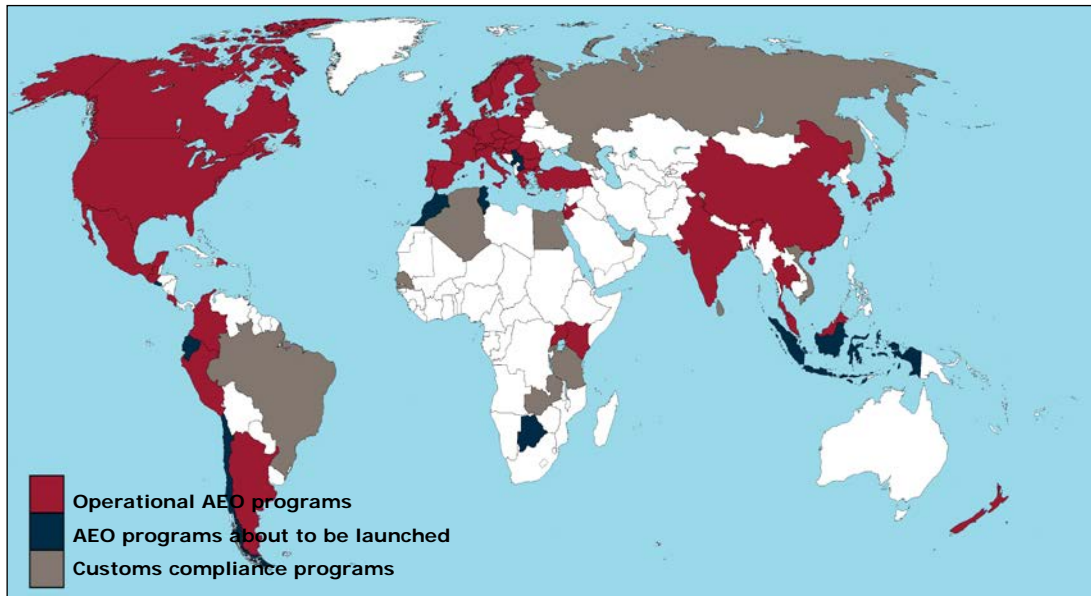 Operational AEO programs
AEO programs about to be launched
Customs compliance programs